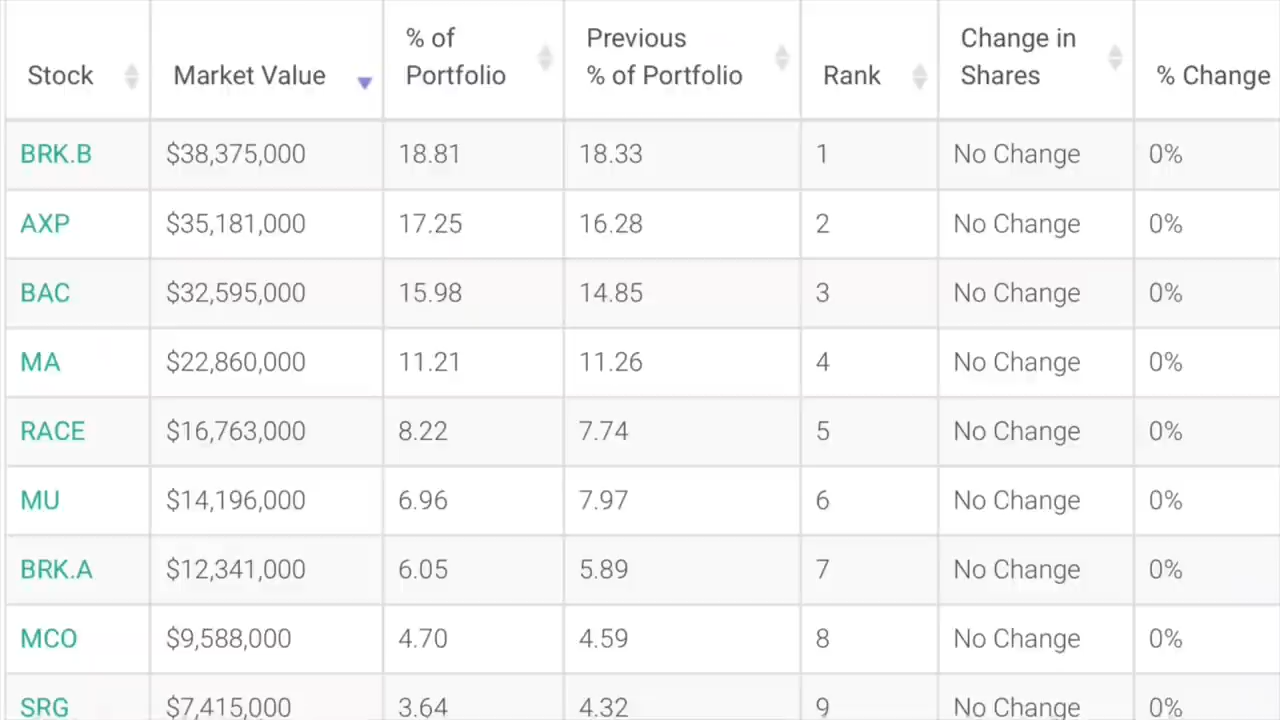 Stock Market Value % of Portfolio Previous % of Portfolio Rank Change in Shares % Change
BRK.B $38,375,000 18.81 18.33 1 No Change 0%
AXP $35,181,000 17.25 16.28 2 No Change 0%
BAC $32,595,000 15.98 14.85 3 No Change 0%
MA $22,860,000 11.21 11.26 4 No Change 0%
RACE $16,763,000 8.22 7.74 5 No Change 0%
MU $14,196,000 6.96 7.97 6 No Change 0%
BRK.A $12,341,000 6.05 5.89 7 No Change 0%
MCO $9,588,000 4.70 4.59 8 No Change 0%
SRG $7,415,000 3.64 4.32 9 No Change 0%